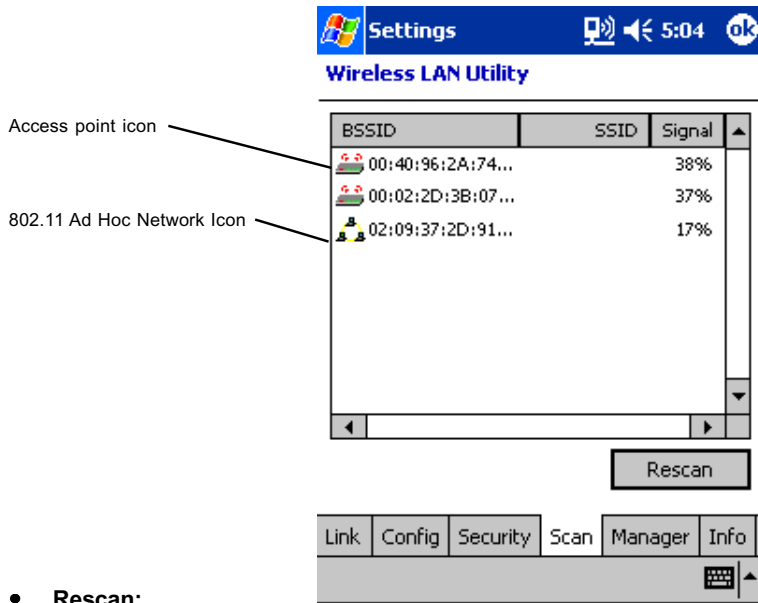 Settings 5:04 ok
Wireless LAN Utility
Access point icon
BSSID SSID Signal
00:40:96:2A:74... 38%
00:02:2D:3B:07... 37%
802.11 Ad Hoc Network Icon
02:09:37:2D:91... 17%
Rescan
Link Config Security Scan Manager Info
• Rescan: